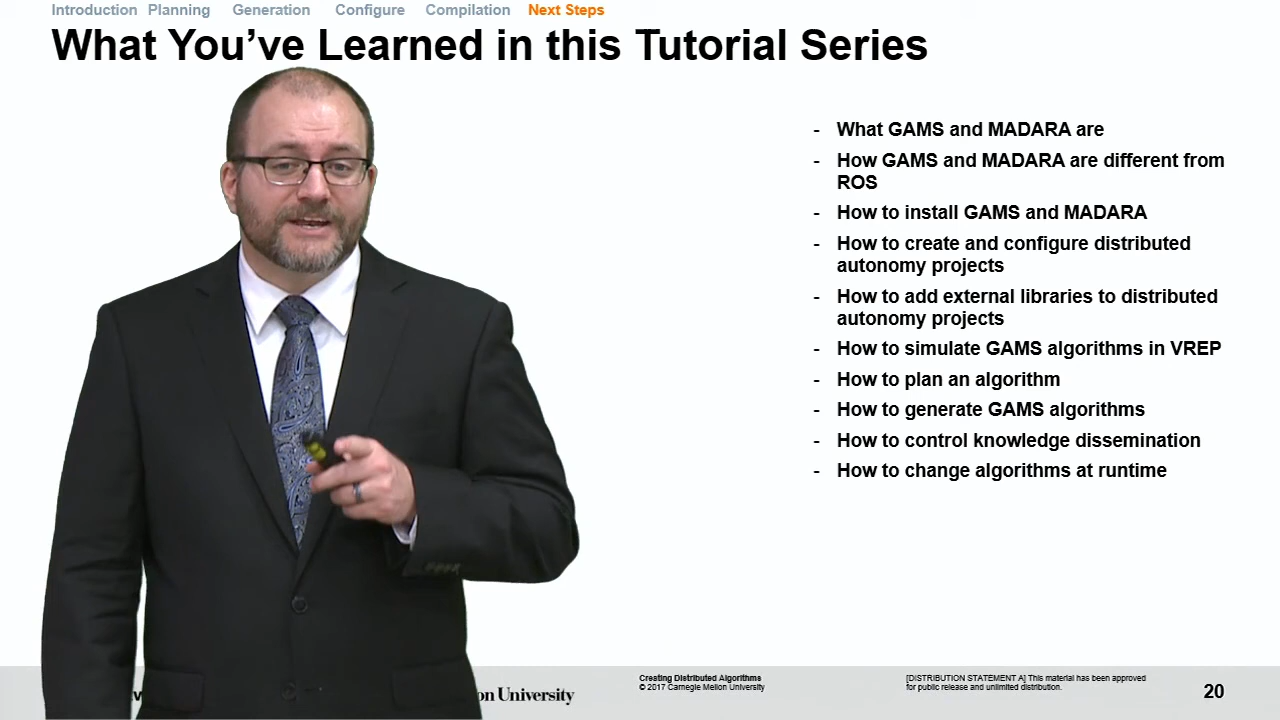 Introduction Planning Generation Configure Compilation Next Steps
What You've Learned in this Tutorial Series
- What GAMS and MADARA are
- How GAMS and MADARA are different from
ROS
- How to install GAMS and MADARA
- How to create and configure distributed
autonomy projects
- How to add external libraries to distributed
autonomy projects
- How to simulate GAMS algorithms in VREP
- How to plan an algorithm
- How to generate GAMS algorithms
- How to control knowledge dissemination
- How to change algorithms at runtime
University
Creating Distributed Algorithms
© 2017 Carnegie Mellon University
[DISTRIBUTION STATEMENT A] This material has been approved
for public release and unlimited distribution.
20